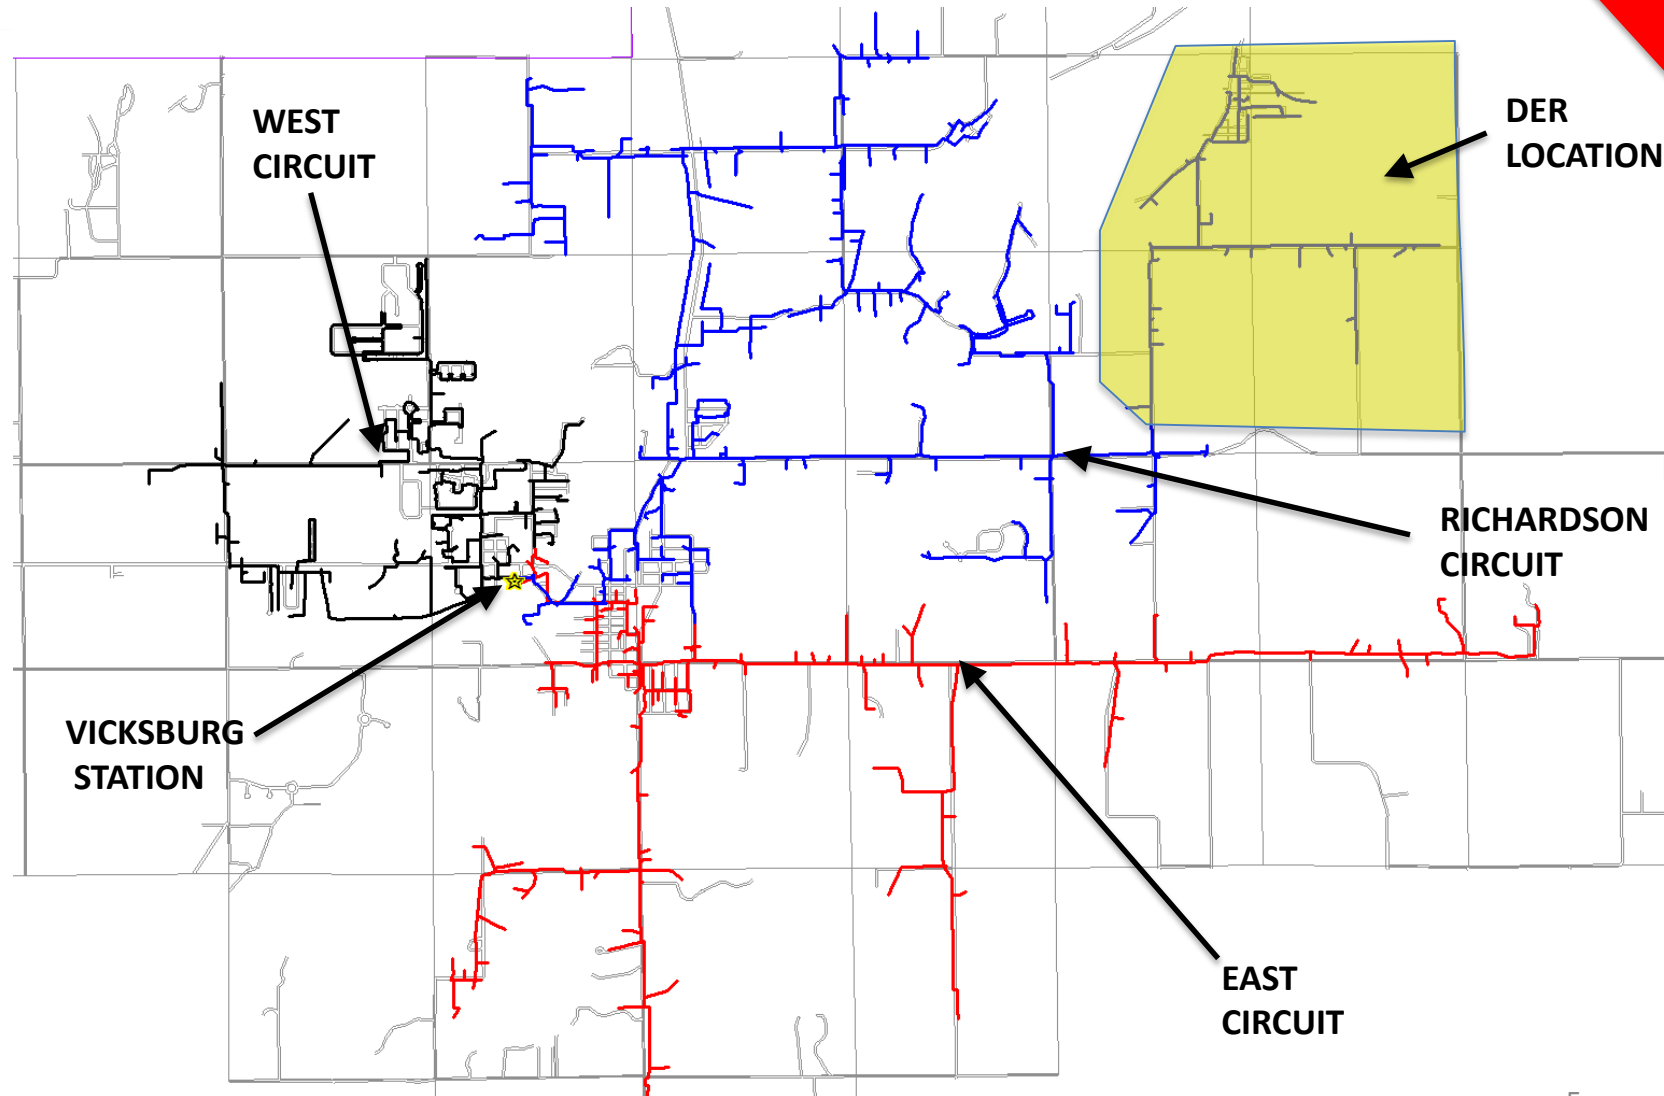 WEST
CIRCUIT
DER
LOCATION
RICHARDSON
CIRCUIT
VICKSBURG
STATION
EAST
CIRCUIT